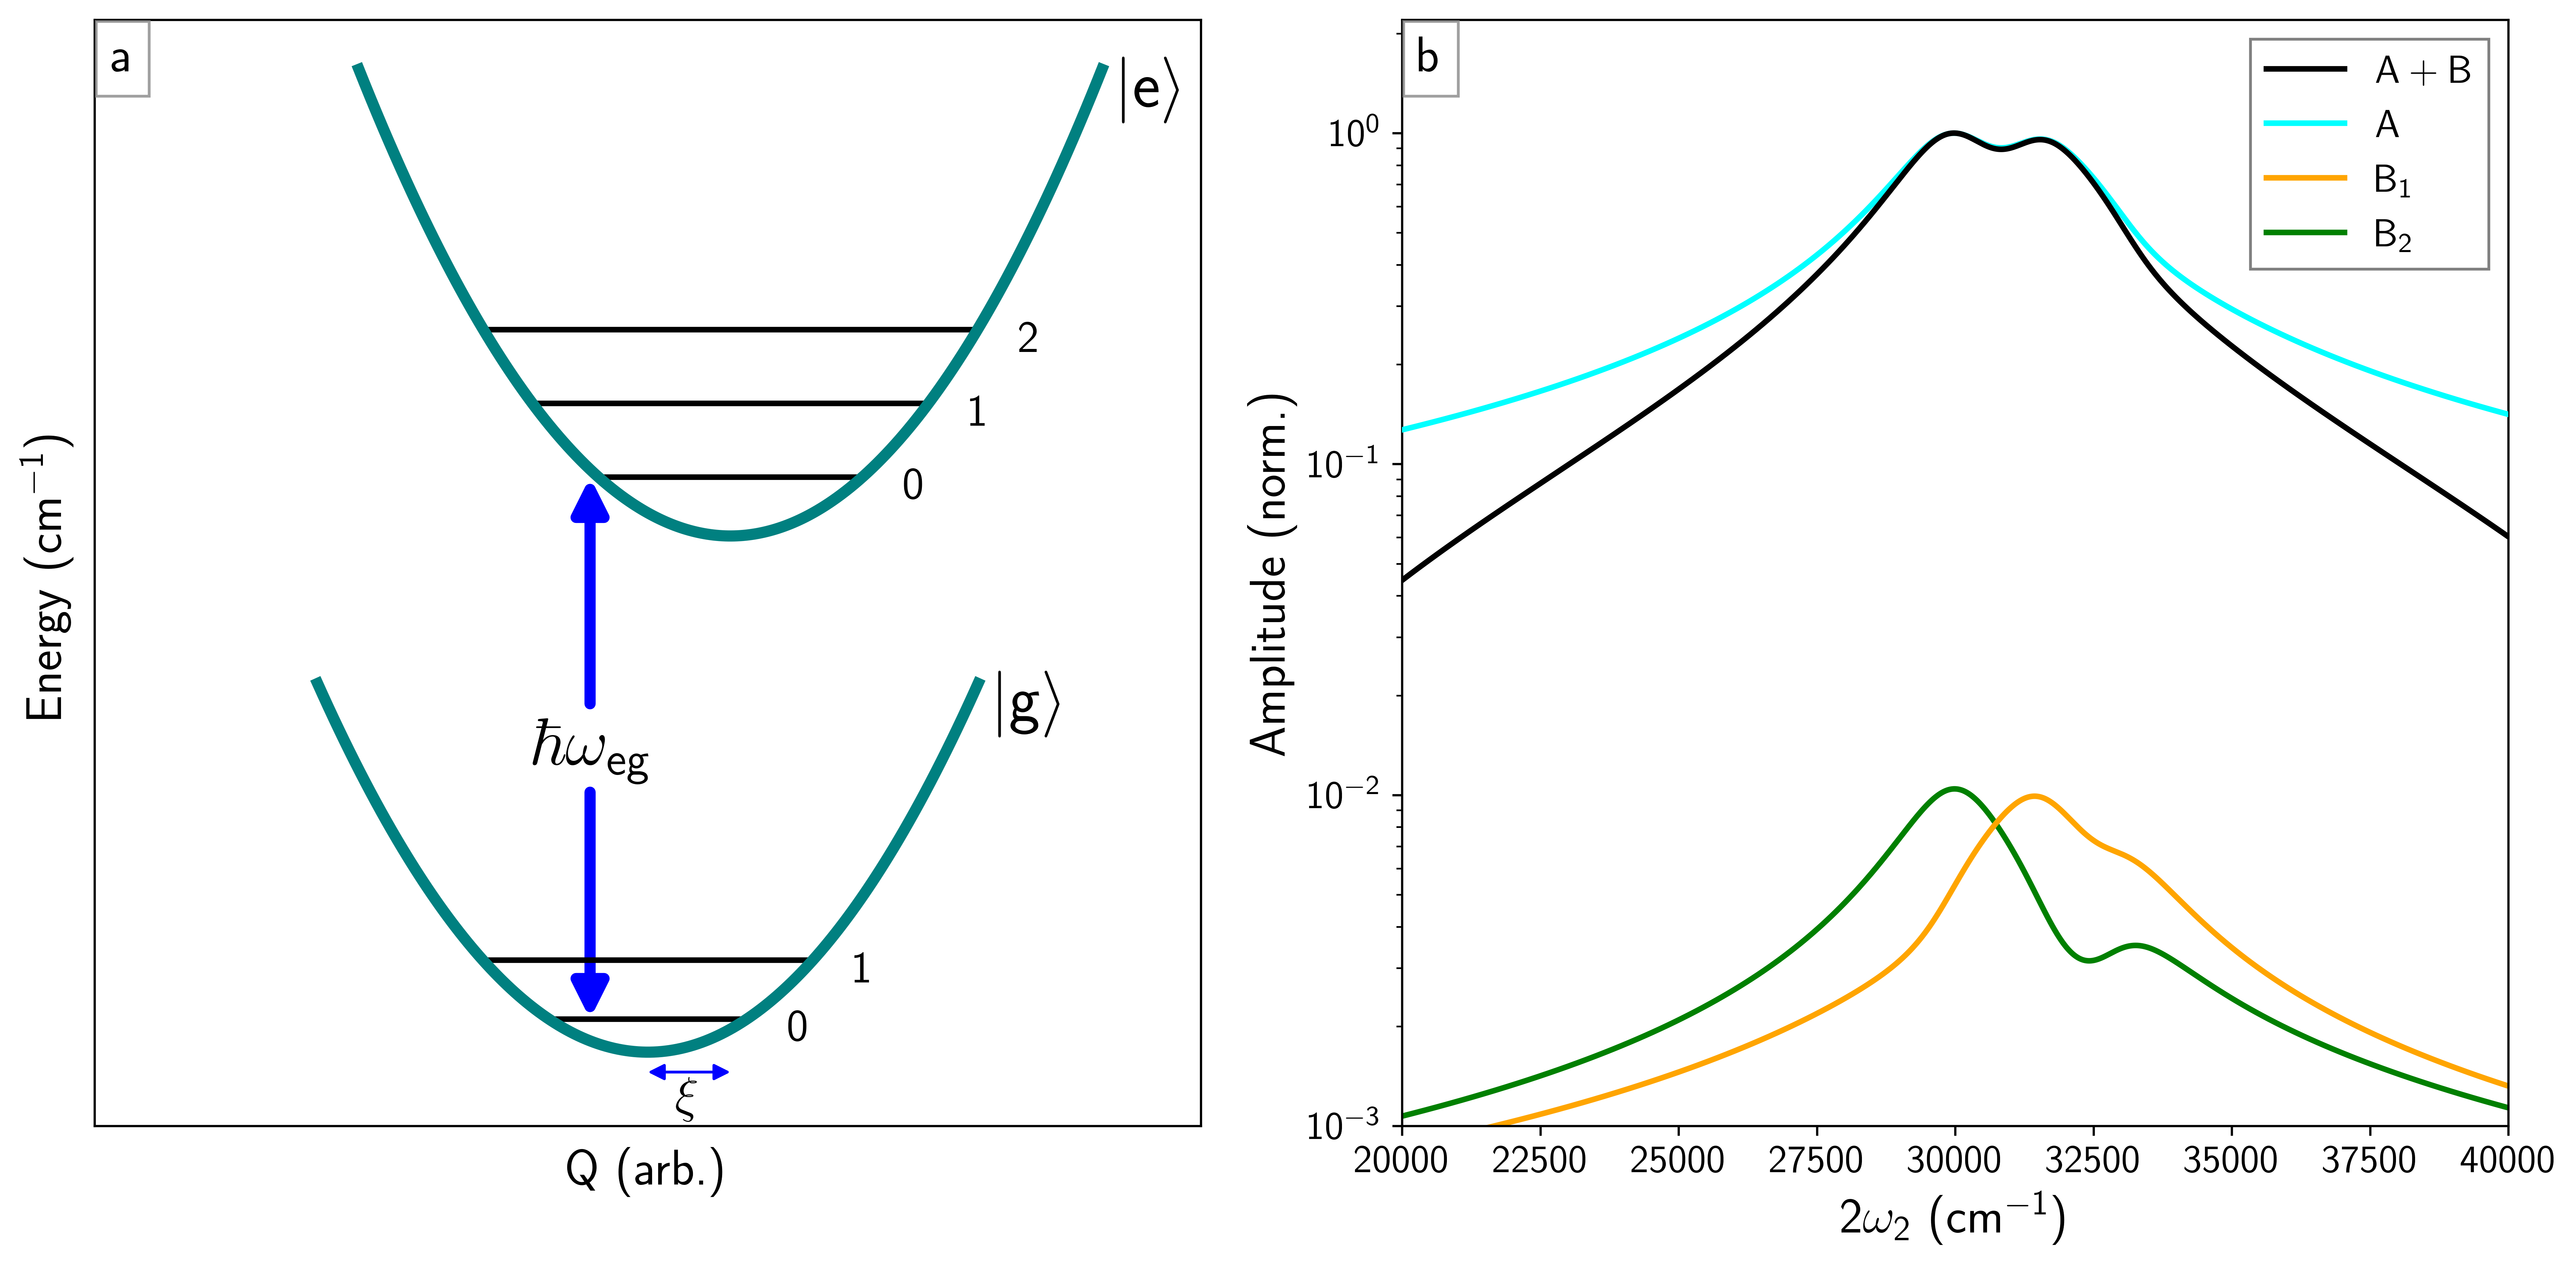 a
|e⟩
2
1
0
ħω_eg
|g⟩
1
0
ξ
Energy (cm⁻¹)
Q (arb.)
b
A + B
A
B₁
B₂
10⁰
10⁻¹
10⁻²
10⁻³
Amplitude (norm.)
20000 22500 25000 27500 30000 32500 35000 37500 40000
2ω₂ (cm⁻¹)